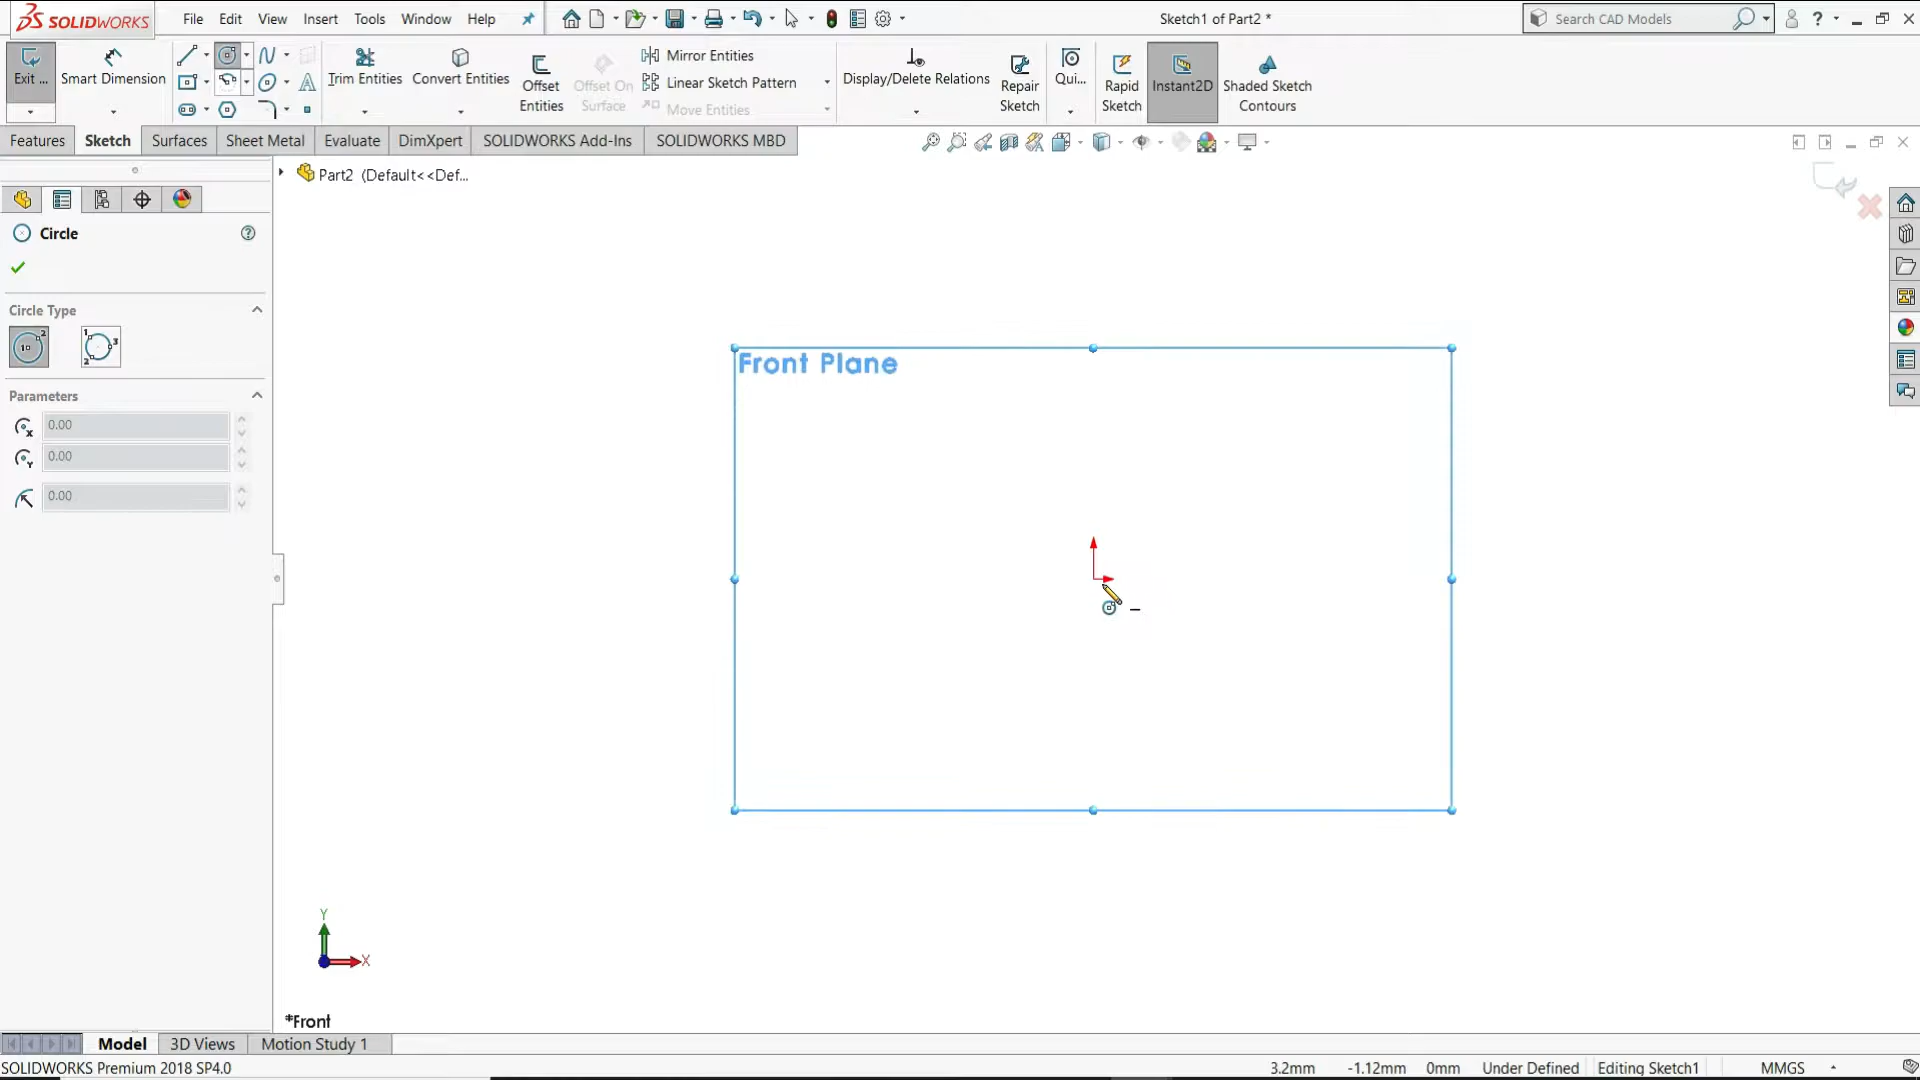 SOLIDWORKS File Edit View Insert Tools Window Help Sketch1 of Part2 * Search CAD Models ?
Exit ... Smart Dimension Trim Entities Convert Entities Offset Entities Offset On Surface Mirror Entities Display/Delete Relations Repair Sketch Qui... Rapid Sketch Instant2D Shaded Sketch Contours
Linear Sketch Pattern
Move Entities
Features Sketch Surfaces Sheet Metal Evaluate DimXpert SOLIDWORKS Add-Ins SOLIDWORKS MBD
Part2 (Default<<Def...
Circle
Circle Type
Parameters
0.00
0.00
0.00
Front Plane
Y
X
*Front
Model 3D Views Motion Study 1
SOLIDWORKS Premium 2018 SP4.0 3.2mm -1.12mm 0mm Under Defined Editing Sketch1 MMGS